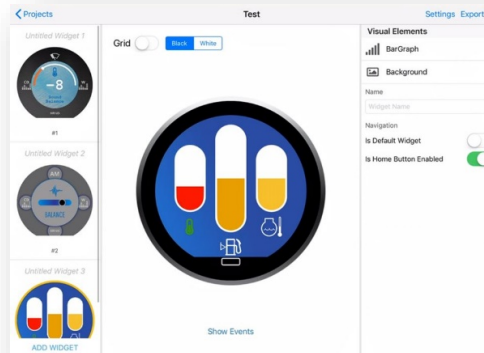 Projects
Test
Settings Export
Untitled Widget 1
-8
#1
Untitled Widget 2
AM
BALANCE
#2
Untitled Widget 3
ADD WIDGET
Grid
Black White
Show Events
Visual Elements
BarGraph
Background
Name
Widget Name
Navigation
Is Default Widget
Is Home Button Enabled